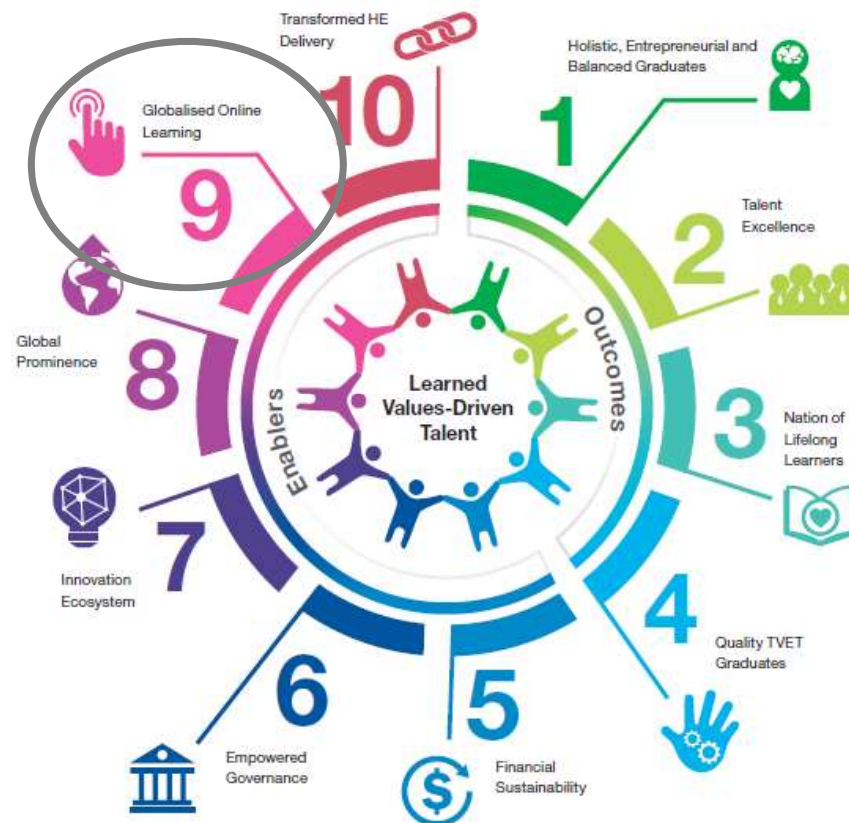 Transformed HE
Delivery
10
Holistic, Entrepreneurial and
Balanced Graduates
1
Talent
Excellence
2
Nation of
Lifelong
Learners
3
Quality TVET
Graduates
4
Financial
Sustainability
5
$
Empowered
Governance
6
Innovation
Ecosystem
7
Global
Prominence
8
Globalised Online
Learning
9
Enablers
Outcomes
Learned
Values-Driven
Talent